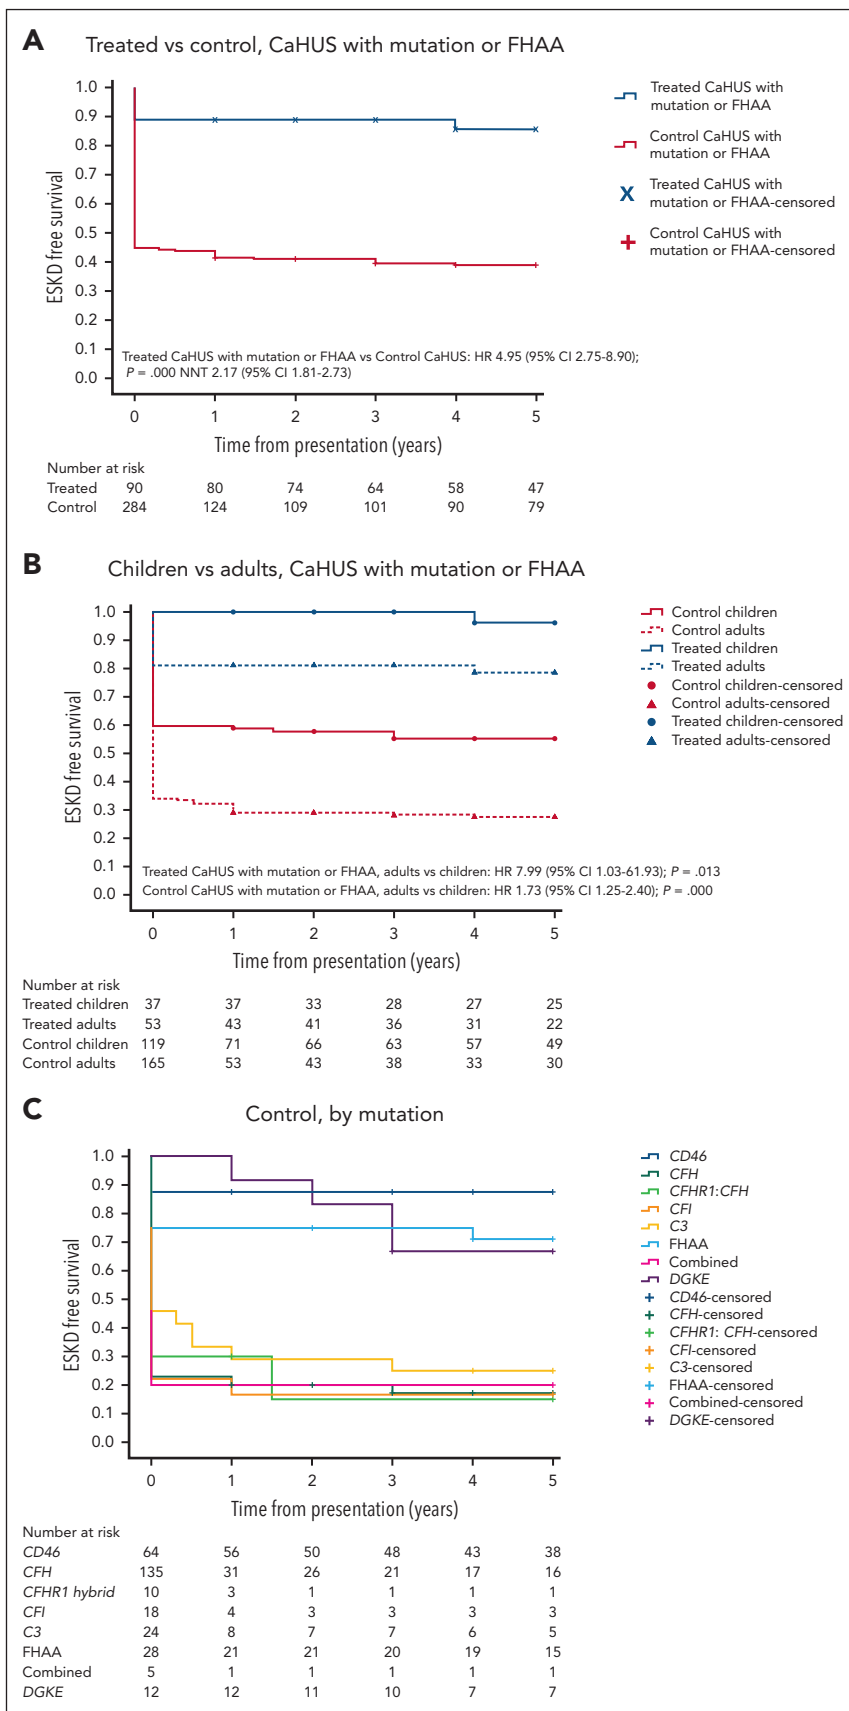 A
Treated vs control, CaHUS with mutation or FHAA
1.0
0.9
0.8
0.7
0.6
0.5
0.4
0.3
0.2
0.1
0.0
ESKD free survival
Treated CaHUS with mutation or FHAA vs Control CaHUS: HR 4.95 (95% CI 2.75-8.90);
P = .000 NNT 2.17 (95% CI 1.81-2.73)
0 1 2 3 4 5
Time from presentation (years)
Treated CaHUS with
mutation or FHAA
Control CaHUS with
mutation or FHAA
Treated CaHUS with
mutation or FHAA-censored
Control CaHUS with
mutation or FHAA-censored
Number at risk
Treated 90 80 74 64 58 47
Control 284 124 109 101 90 79
B
Children vs adults, CaHUS with mutation or FHAA
1.0
0.9
0.8
0.7
0.6
0.5
0.4
0.3
0.2
0.1
0.0
ESKD free survival
Treated CaHUS with mutation or FHAA, adults vs children: HR 7.99 (95% CI 1.03-61.93); P = .013
Control CaHUS with mutation or FHAA, adults vs children: HR 1.73 (95% CI 1.25-2.40); P = .000
0 1 2 3 4 5
Time from presentation (years)
Control children
Control adults
Treated children
Treated adults
Control children-censored
Control adults-censored
Treated children-censored
Treated adults-censored
Number at risk
Treated children 37 37 33 28 27 25
Treated adults 53 43 41 36 31 22
Control children 119 71 66 63 57 49
Control adults 165 53 43 38 33 30
C
Control, by mutation
1.0
0.9
0.8
0.7
0.6
0.5
0.4
0.3
0.2
0.1
0.0
ESKD free survival
0 1 2 3 4 5
Time from presentation (years)
CD46
CFH
CFHR1:CFH
CFI
C3
FHAA
Combined
DGKE
CD46-censored
CFH-censored
CFHR1: CFH-censored
CFI-censored
C3-censored
FHAA-censored
Combined-censored
DGKE-censored
Number at risk
CD46 64 56 50 48 43 38
CFH 135 31 26 21 17 16
CFHR1 hybrid 10 3 1 1 1 1
CFI 18 4 3 3 3 3
C3 24 8 7 7 6 5
FHAA 28 21 21 20 19 15
Combined 5 1 1 1 1 1
DGKE 12 12 11 10 7 7